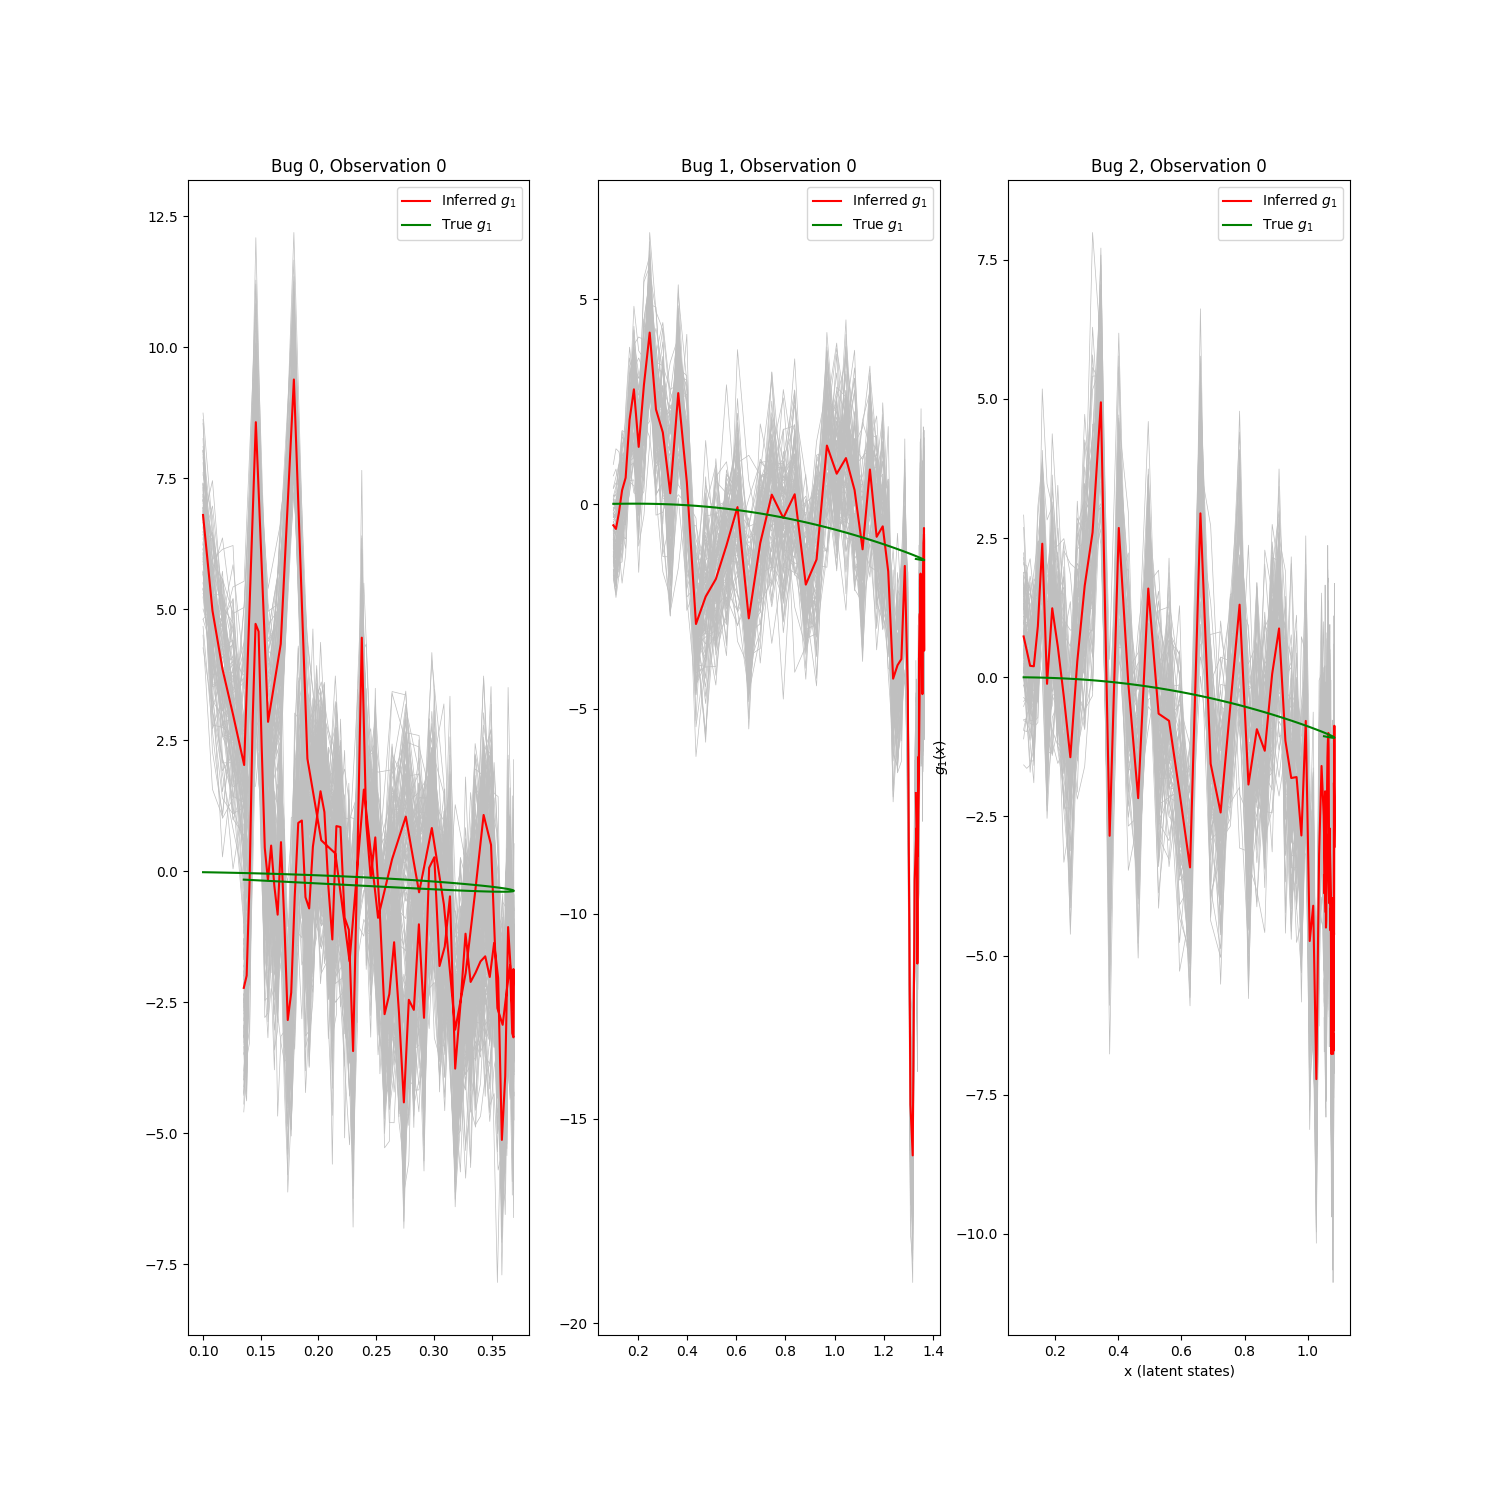 Bug 0, Observation 0
Inferred g₁
True g₁
12.5
10.0
7.5
5.0
2.5
0.0
−2.5
−5.0
−7.5
0.10 0.15 0.20 0.25 0.30 0.35
Bug 1, Observation 0
Inferred g₁
True g₁
5
0
−5
−10
−15
−20
0.2 0.4 0.6 0.8 1.0 1.2 1.4
Bug 2, Observation 0
Inferred g₁
True g₁
g₁(x)
7.5
5.0
2.5
0.0
−2.5
−5.0
−7.5
−10.0
0.2 0.4 0.6 0.8 1.0
x (latent states)